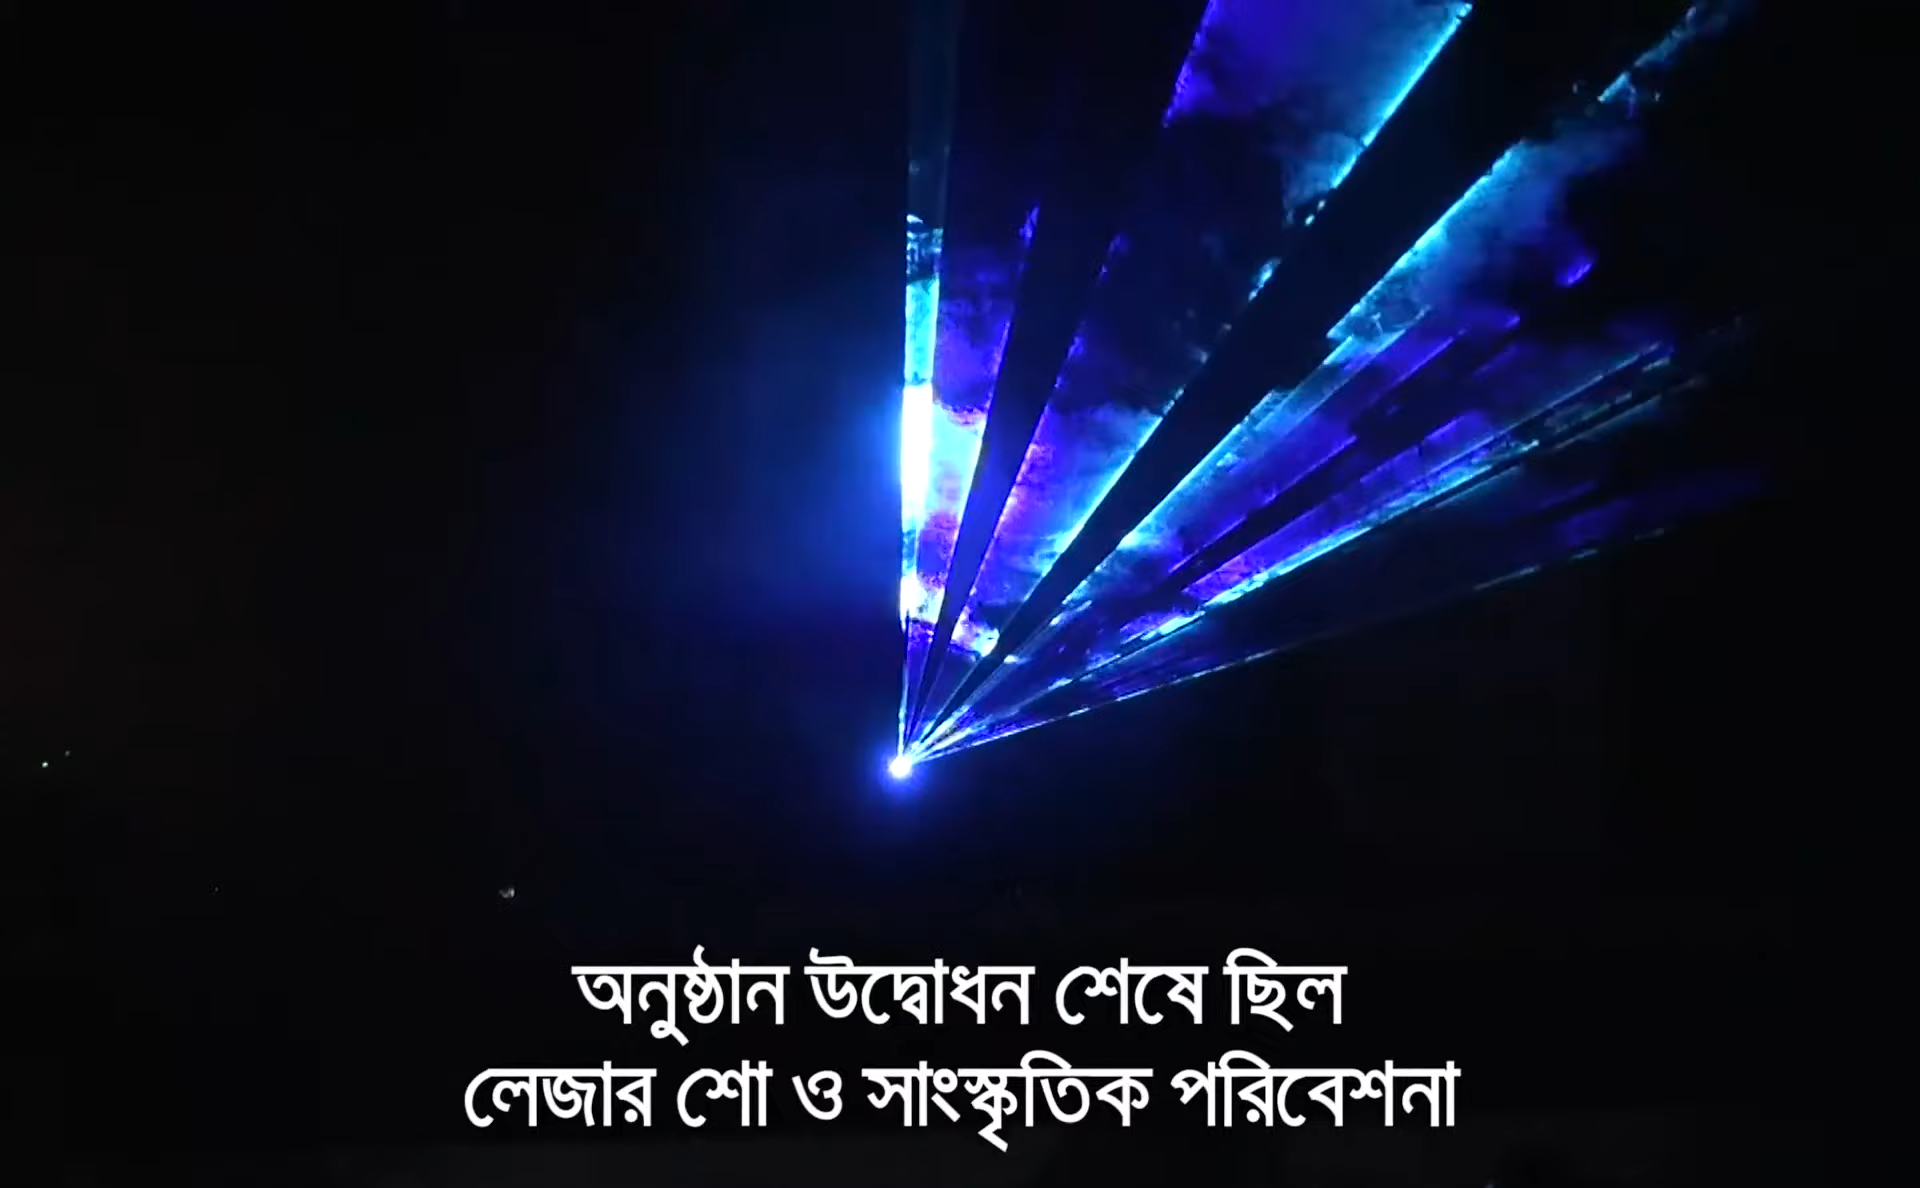 অনুষ্ঠান উদ্বোধন শেষে ছিল
লেজার শো ও সাংস্কৃতিক পরিবেশনা